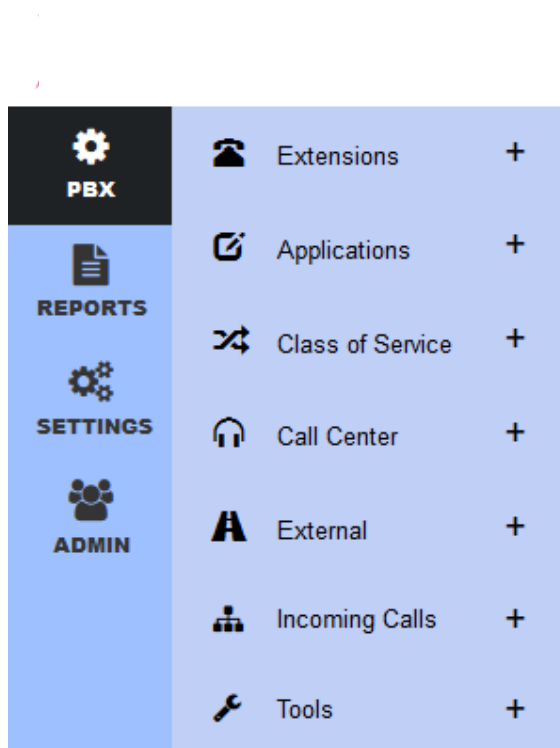 PBX
REPORTS
SETTINGS
ADMIN
Extensions +
Applications +
Class of Service +
Call Center +
External +
Incoming Calls +
Tools +